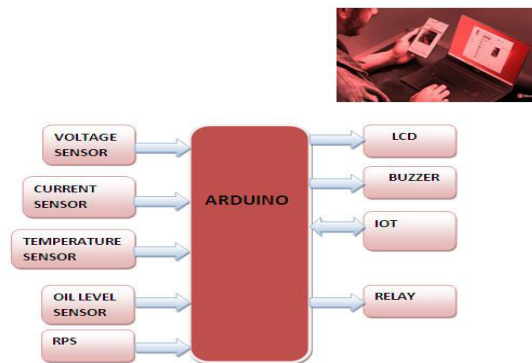 VOLTAGE
SENSOR
CURRENT
SENSOR
TEMPERATURE
SENSOR
OIL LEVEL
SENSOR
RPS
ARDUINO
LCD
BUZZER
IOT
RELAY